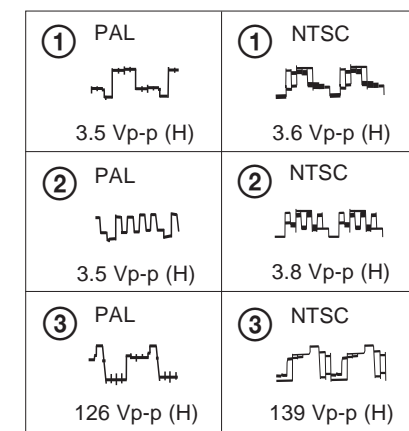 ① PAL
3.5 Vp-p (H)
① NTSC
3.6 Vp-p (H)
② PAL
3.5 Vp-p (H)
② NTSC
3.8 Vp-p (H)
③ PAL
126 Vp-p (H)
③ NTSC
139 Vp-p (H)